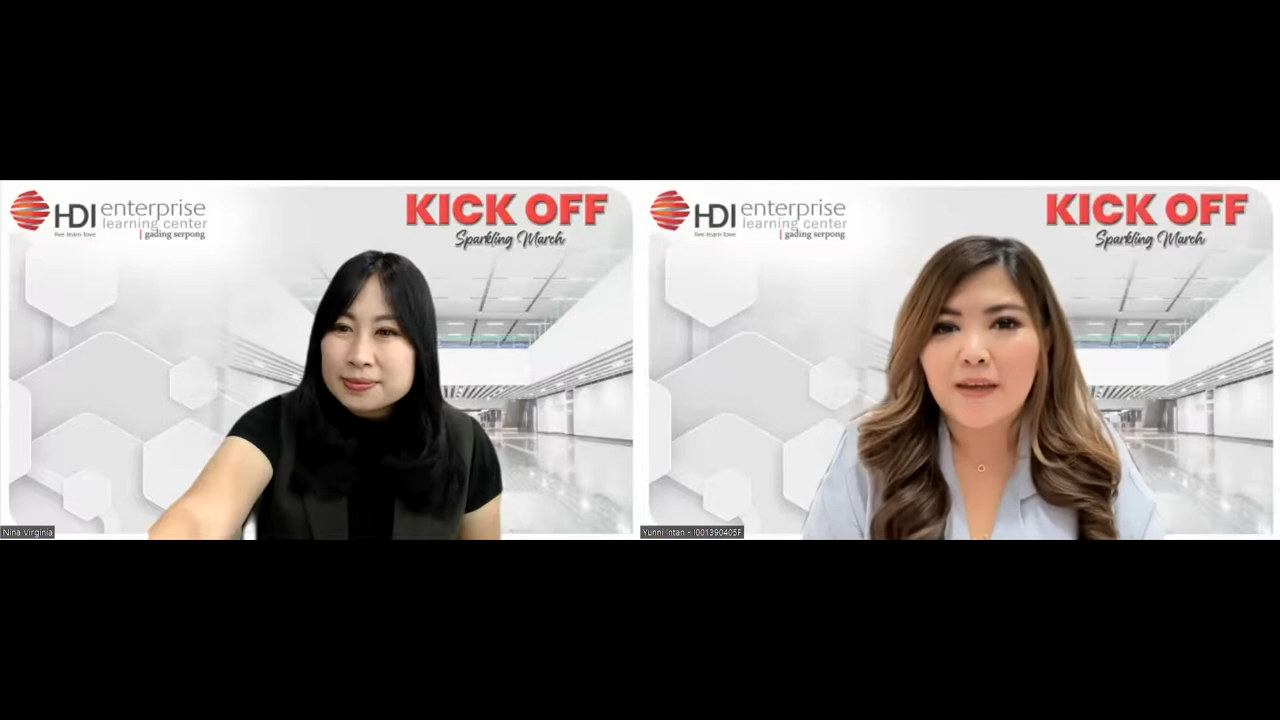 HDI enterprise
learning center
live learn love
| gading serpong
KICK OFF
Sparkling March
Nina Virginia
HDI enterprise
learning center
live learn love
| gading serpong
KICK OFF
Sparkling March
Yunni Intan - I001390405F